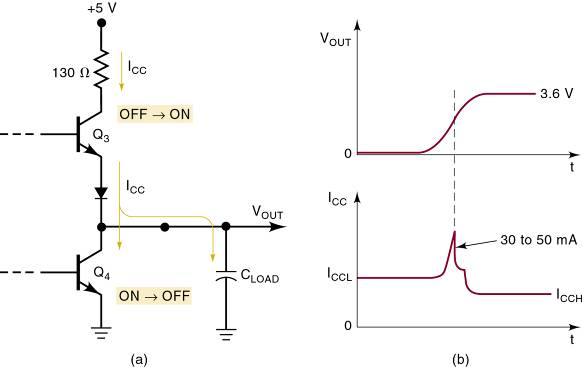 +5 V
130 Ω
I_CC
OFF → ON
Q_3
I_CC
V_OUT
Q_4
C_LOAD
ON → OFF
(a)
V_OUT
3.6 V
0
t
I_CC
30 to 50 mA
I_CCL
I_CCH
0
t
(b)